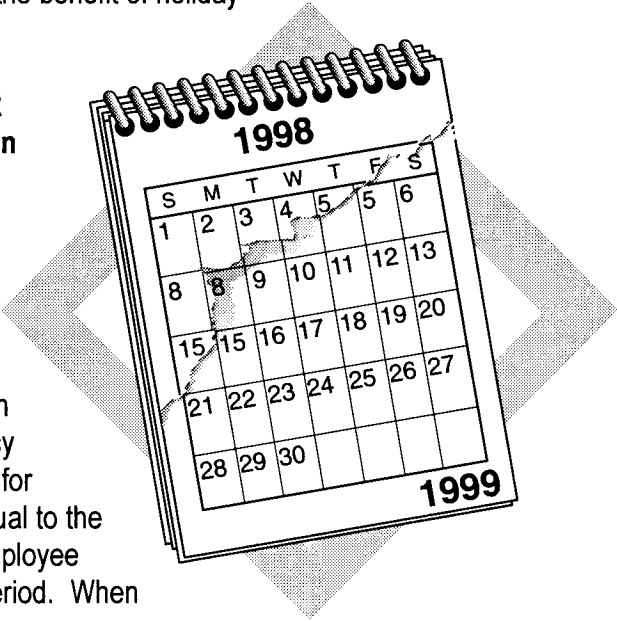 the benefit of holiday
n
1998
S M T W T F S
1 2 3 4 5 5 6
8 8 9 10 11 12 13
15 15 16 17 18 19 20
21 22 23 24 25 26 27
28 29 30
1999
n
cy
for
ual to the
ployee
eriod. When